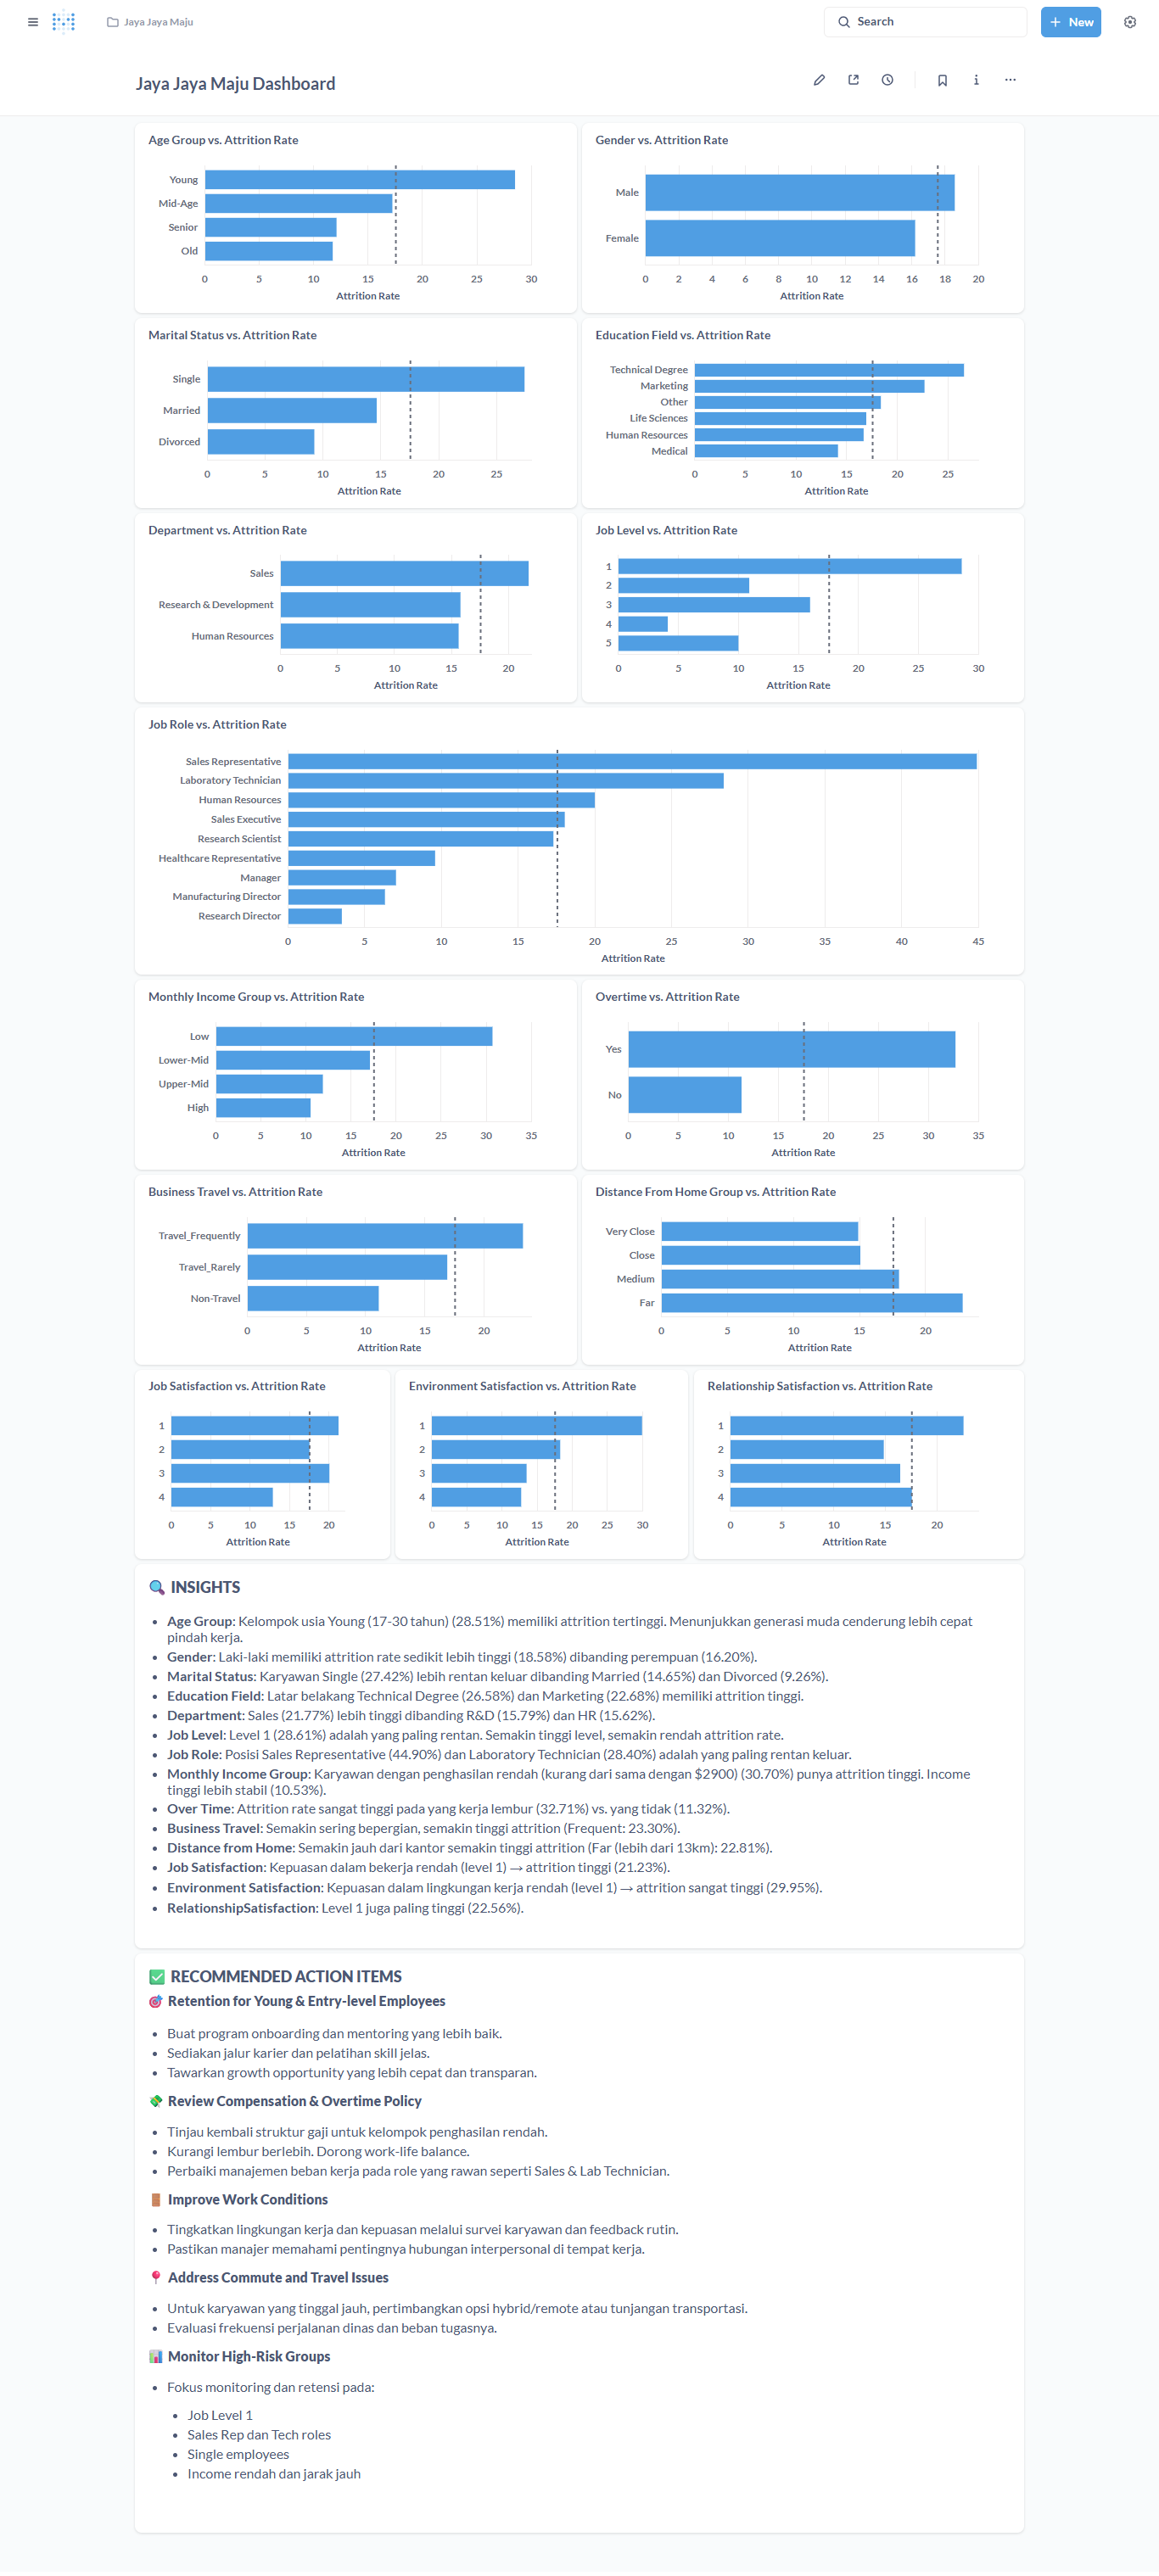 Jaya Jaya Maju
Search
+ New
Jaya Jaya Maju Dashboard
Age Group vs. Attrition Rate
Young
Mid-Age
Senior
Old
0 5 10 15 20 25 30
Attrition Rate
Gender vs. Attrition Rate
Male
Female
0 2 4 6 8 10 12 14 16 18 20
Attrition Rate
Marital Status vs. Attrition Rate
Single
Married
Divorced
0 5 10 15 20 25
Attrition Rate
Education Field vs. Attrition Rate
Technical Degree
Marketing
Other
Life Sciences
Human Resources
Medical
0 5 10 15 20 25
Attrition Rate
Department vs. Attrition Rate
Sales
Research & Development
Human Resources
0 5 10 15 20
Attrition Rate
Job Level vs. Attrition Rate
1
2
3
4
5
0 5 10 15 20 25 30
Attrition Rate
Job Role vs. Attrition Rate
Sales Representative
Laboratory Technician
Human Resources
Sales Executive
Research Scientist
Healthcare Representative
Manager
Manufacturing Director
Research Director
0 5 10 15 20 25 30 35 40 45
Attrition Rate
Monthly Income Group vs. Attrition Rate
Low
Lower-Mid
Upper-Mid
High
0 5 10 15 20 25 30 35
Attrition Rate
Overtime vs. Attrition Rate
Yes
No
0 5 10 15 20 25 30 35
Attrition Rate
Business Travel vs. Attrition Rate
Travel_Frequently
Travel_Rarely
Non-Travel
0 5 10 15 20
Attrition Rate
Distance From Home Group vs. Attrition Rate
Very Close
Close
Medium
Far
0 5 10 15 20
Attrition Rate
Job Satisfaction vs. Attrition Rate
1
2
3
4
0 5 10 15 20
Attrition Rate
Environment Satisfaction vs. Attrition Rate
1
2
3
4
0 5 10 15 20 25 30
Attrition Rate
Relationship Satisfaction vs. Attrition Rate
1
2
3
4
0 5 10 15 20
Attrition Rate
🔍 INSIGHTS
• Age Group: Kelompok usia Young (17-30 tahun) (28.51%) memiliki attrition tertinggi. Menunjukkan generasi muda cenderung lebih cepat
pindah kerja.
• Gender: Laki-laki memiliki attrition rate sedikit lebih tinggi (18.58%) dibanding perempuan (16.20%).
• Marital Status: Karyawan Single (27.42%) lebih rentan keluar dibanding Married (14.65%) dan Divorced (9.26%).
• Education Field: Latar belakang Technical Degree (26.58%) dan Marketing (22.68%) memiliki attrition tinggi.
• Department: Sales (21.77%) lebih tinggi dibanding R&D (15.79%) dan HR (15.62%).
• Job Level: Level 1 (28.61%) adalah yang paling rentan. Semakin tinggi level, semakin rendah attrition rate.
• Job Role: Posisi Sales Representative (44.90%) dan Laboratory Technician (28.40%) adalah yang paling rentan keluar.
• Monthly Income Group: Karyawan dengan penghasilan rendah (kurang dari sama dengan $2900) (30.70%) punya attrition tinggi. Income
tinggi lebih stabil (10.53%).
• Over Time: Attrition rate sangat tinggi pada yang kerja lembur (32.71%) vs. yang tidak (11.32%).
• Business Travel: Semakin sering bepergian, semakin tinggi attrition (Frequent: 23.30%).
• Distance from Home: Semakin jauh dari kantor semakin tinggi attrition (Far (lebih dari 13km): 22.81%).
• Job Satisfaction: Kepuasan dalam bekerja rendah (level 1) → attrition tinggi (21.23%).
• Environment Satisfaction: Kepuasan dalam lingkungan kerja rendah (level 1) → attrition sangat tinggi (29.95%).
• RelationshipSatisfaction: Level 1 juga paling tinggi (22.56%).
✅ RECOMMENDED ACTION ITEMS
🎯 Retention for Young & Entry-level Employees
• Buat program onboarding dan mentoring yang lebih baik.
• Sediakan jalur karier dan pelatihan skill jelas.
• Tawarkan growth opportunity yang lebih cepat dan transparan.
💸 Review Compensation & Overtime Policy
• Tinjau kembali struktur gaji untuk kelompok penghasilan rendah.
• Kurangi lembur berlebih. Dorong work-life balance.
• Perbaiki manajemen beban kerja pada role yang rawan seperti Sales & Lab Technician.
🚪 Improve Work Conditions
• Tingkatkan lingkungan kerja dan kepuasan melalui survei karyawan dan feedback rutin.
• Pastikan manajer memahami pentingnya hubungan interpersonal di tempat kerja.
📍 Address Commute and Travel Issues
• Untuk karyawan yang tinggal jauh, pertimbangkan opsi hybrid/remote atau tunjangan transportasi.
• Evaluasi frekuensi perjalanan dinas dan beban tugasnya.
📊 Monitor High-Risk Groups
• Fokus monitoring dan retensi pada:
• Job Level 1
• Sales Rep dan Tech roles
• Single employees
• Income rendah dan jarak jauh